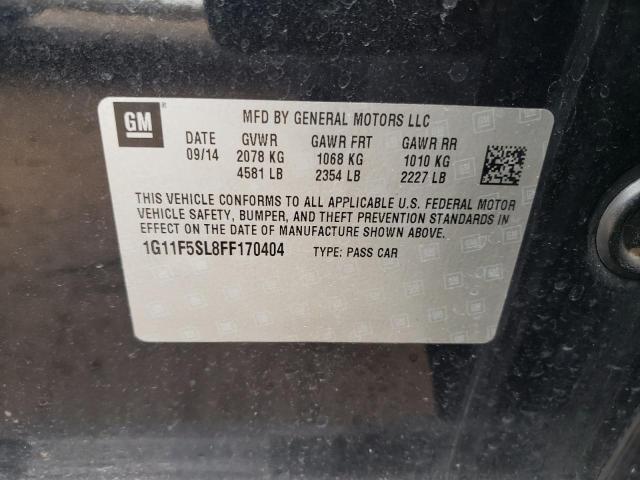 GM ® MFD BY GENERAL MOTORS LLC
DATE GVWR GAWR FRT GAWR RR
09/14 2078 KG 1068 KG 1010 KG
4581 LB 2354 LB 2227 LB
THIS VEHICLE CONFORMS TO ALL APPLICABLE U.S. FEDERAL MOTOR
VEHICLE SAFETY, BUMPER, AND THEFT PREVENTION STANDARDS IN
EFFECT ON THE DATE OF MANUFACTURE SHOWN ABOVE.
1G11F5SL8FF170404 TYPE: PASS CAR